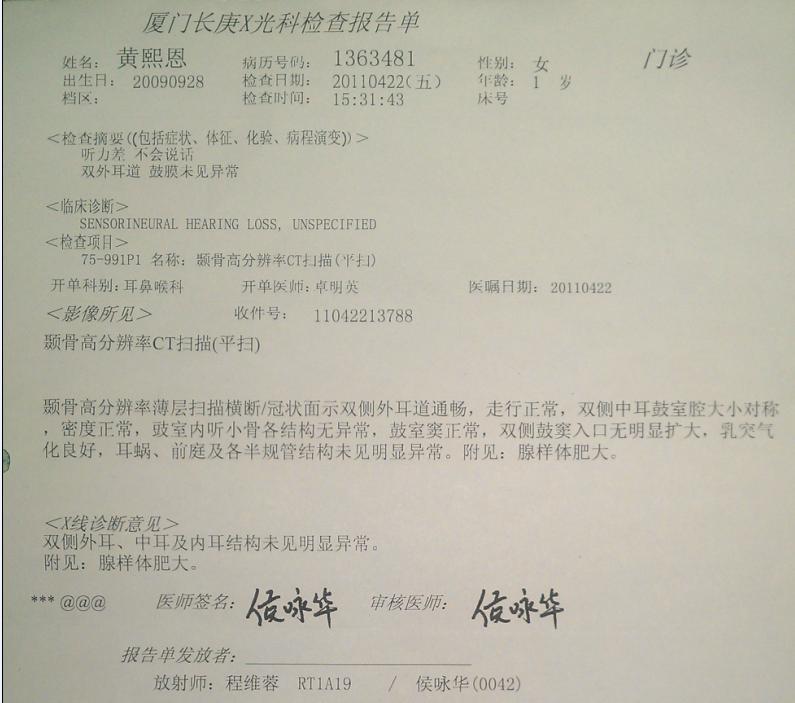 厦门长庚X光科检查报告单
姓名: 黄熙恩 病历号码: 1363481 性别: 女 门诊
出生日: 20090928 检查日期: 20110422(五) 年龄: 1 岁
档区: 检查时间: 15:31:43 床号
<检查摘要((包括症状、体征、化验、病程演变))>
听力差 不会说话
双外耳道 鼓膜未见异常
<临床诊断>
SENSORINEURAL HEARING LOSS, UNSPECIFIED
<检查项目>
75-991P1 名称: 颞骨高分辨率CT扫描(平扫)
开单科别:耳鼻喉科 开单医师:卓明英 医嘱日期: 20110422
<影像所见> 收件号: 11042213788
颞骨高分辨率CT扫描(平扫)
颞骨高分辨率薄层扫描横断/冠状面示双侧外耳道通畅，走行正常，双侧中耳鼓室腔大小对称
，密度正常，鼓室内听小骨各结构无异常，鼓室窦正常，双侧鼓窦入口无明显扩大，乳突气
化良好，耳蜗、前庭及各半规管结构未见明显异常。附见：腺样体肥大。
<X线诊断意见>
双侧外耳、中耳及内耳结构未见明显异常。
附见：腺样体肥大。
*** @@@ 医师签名: 侯咏华 审核医师: 侯咏华
报告单发放者:
放射师: 程维蓉 RT1A19 / 侯咏华(0042)